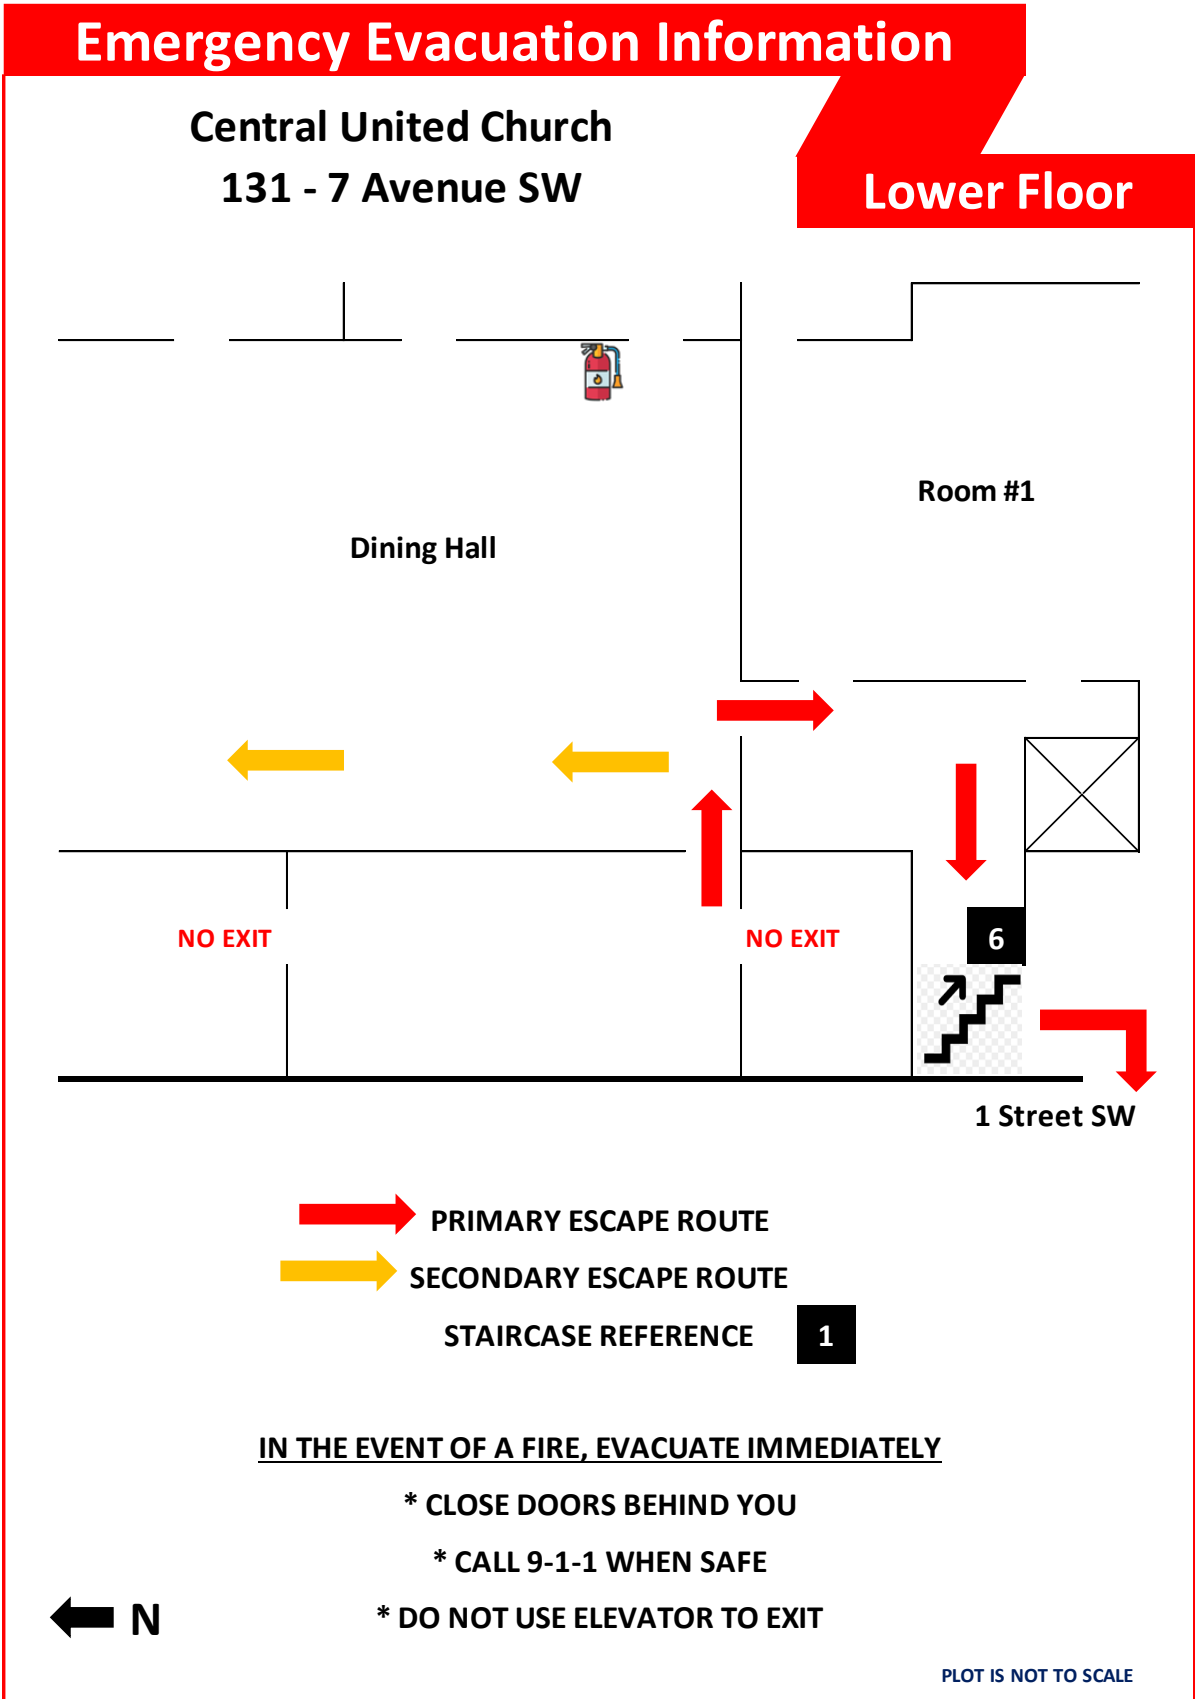 Emergency Evacuation Information
Central United Church
131 - 7 Avenue SW
Lower Floor
Room #1
Dining Hall
NO EXIT
NO EXIT
6
1 Street SW
PRIMARY ESCAPE ROUTE
SECONDARY ESCAPE ROUTE
STAIRCASE REFERENCE 1
IN THE EVENT OF A FIRE, EVACUATE IMMEDIATELY
* CLOSE DOORS BEHIND YOU
* CALL 9-1-1 WHEN SAFE
* DO NOT USE ELEVATOR TO EXIT
N
PLOT IS NOT TO SCALE